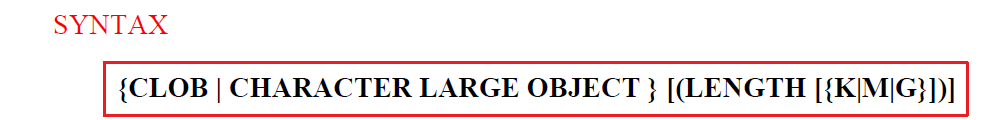 SYNTAX
{CLOB | CHARACTER LARGE OBJECT } [(LENGTH [{K|M|G}])]